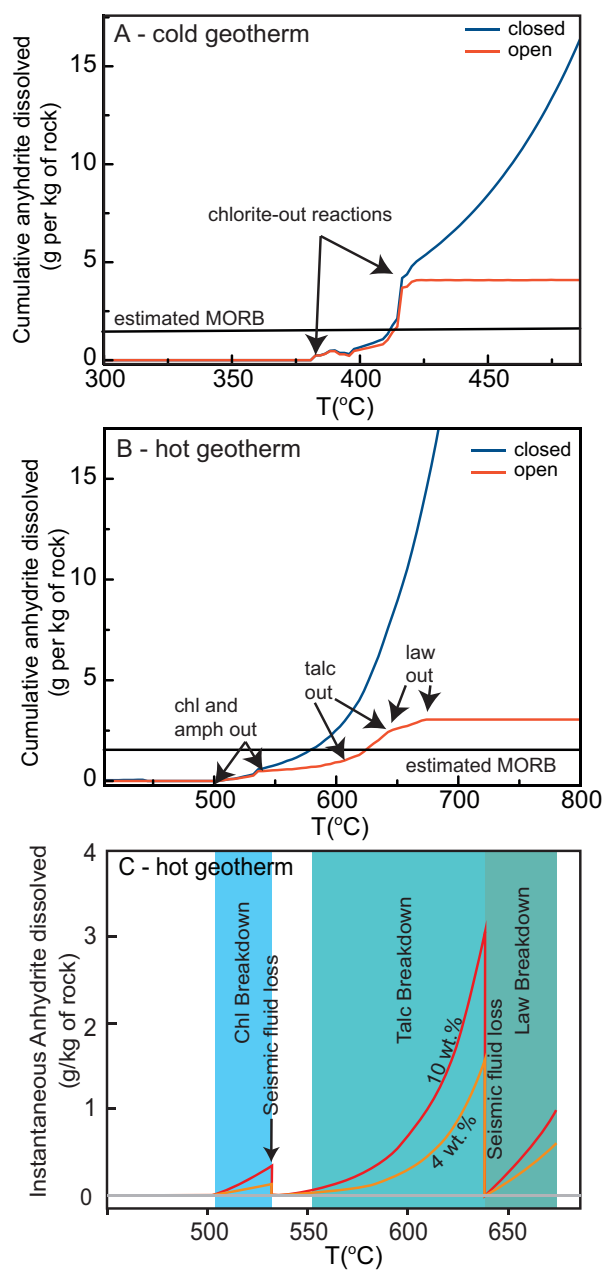 A - cold geotherm
closed
open
15
10
5
0
Cumulative anyhdrite dissolved
(g per kg of rock)
chlorite-out reactions
estimated MORB
300
350
400
450
T(°C)
B - hot geotherm
closed
open
15
10
5
0
Cumulative anhydrite dissolved
(g per kg of rock)
law
out
talc
out
chl and
amph out
estimated MORB
500
600
700
800
T(°C)
C - hot geotherm
4
3
2
1
0
Instantaneous Anhydrite dissolved
(g/kg of rock)
Chl Breakdown
Seismic fluid loss
Talc Breakdown
10 wt.%
4 wt.%
Seismic fluid loss
Law Breakdown
500
550
600
650
T(°C)